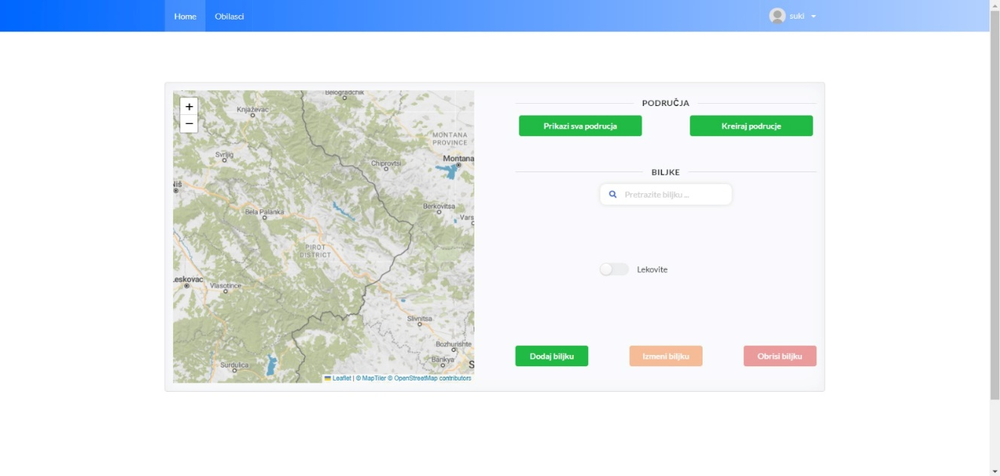 Home
Obilasci
suki
+
−
Belogradchik
Knjaževac
MONTANA
PROVINCE
Svrljig
Montana
Chiprovtsi
Niš
Berkovitsa
Bela Palanka
Vars
PIROT
DISTRICT
eskovac
Vlasotince
Slivnitsa
Bozhurishte
Bankya
S
Surdulica
Leaflet | © MapTiler © OpenStreetMap contributors
PODRUČJA
Prikazi sva podrucja
Kreiraj podrucje
BILJKE
Pretrazite biljku ...
Lekovite
Dodaj biljku
Izmeni biljku
Obrisi biljku